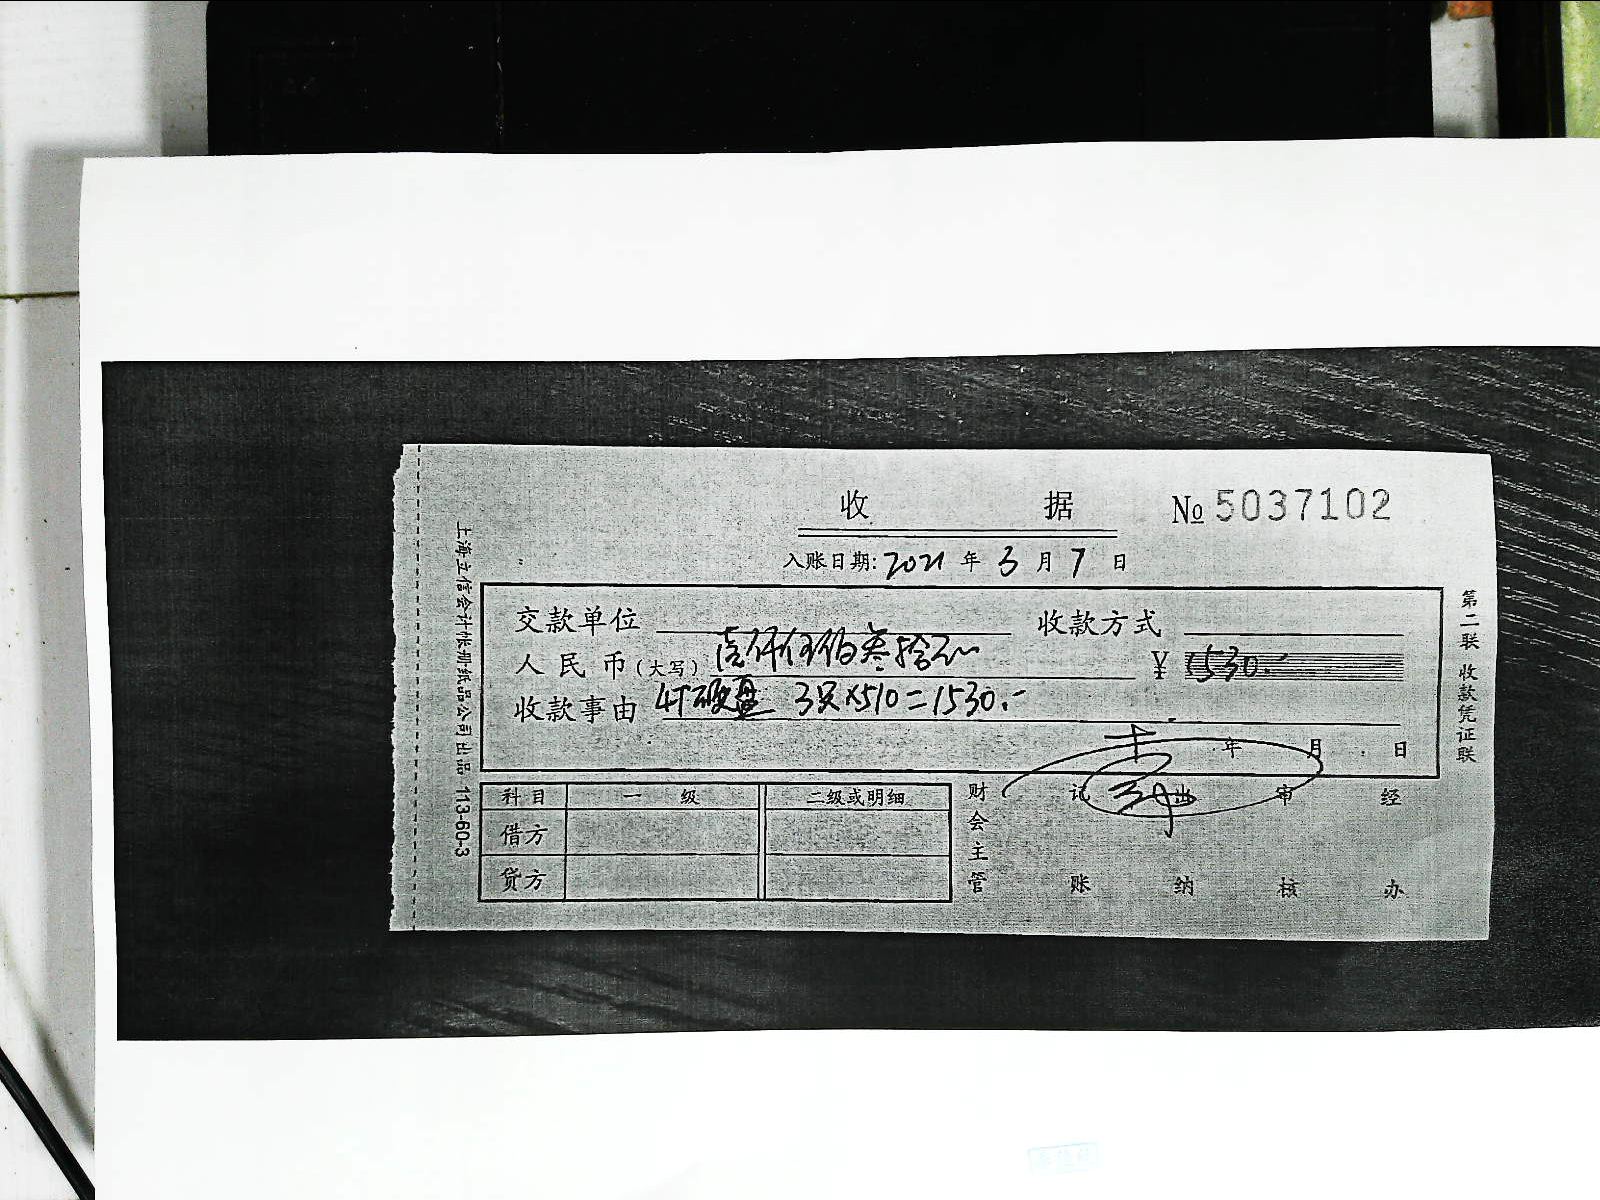 收 据 № 5037102
入账日期: 2021 年 3 月 7 日
交款单位 收款方式
人民币(大写) 壹仟伍佰叁拾元 ¥ 1530.-
收款事由 4T硬盘 3只×510=1530.-
年 月 日
科目 一 级 二级或明细
借方
贷方
财会主管 记账 出纳 审核 经办
第二联 收款凭证联
上海立信会计帐册纸品公司出品 113-60-3